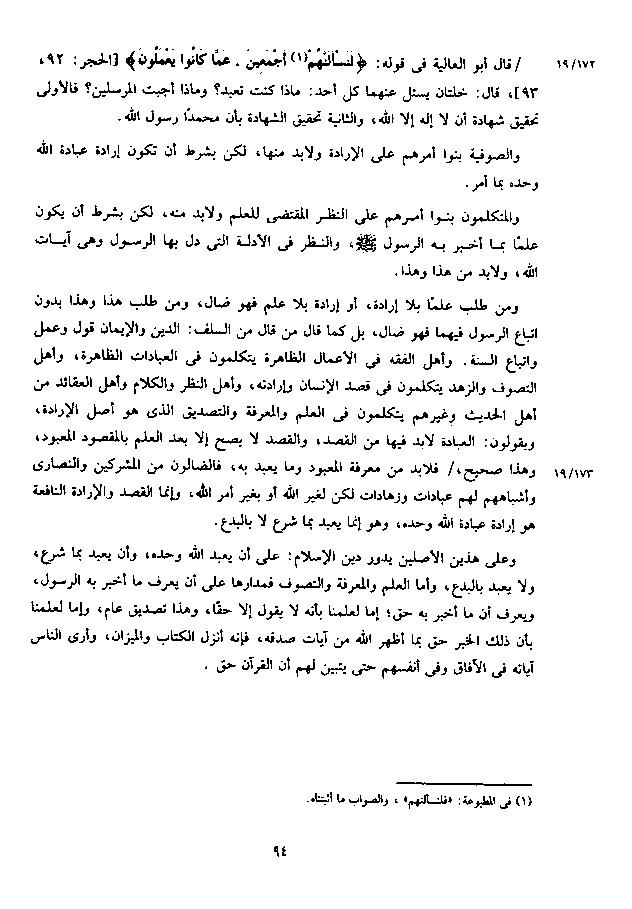 ١٩/١٧٢ / قال أبو العالية فى قوله: ﴿ لَنَسْأَلَنَّهُمْ(١) أَجْمَعِينَ . عَمَّا كَانُوا يَعْمَلُونَ﴾ [الحجر: ٩٢،
٩٣]، قال: خلتان يسئل عنهما كل أحد: ماذا كنت تعبد؟ وماذا أجبت المرسلين؟ فالأولى
تحقيق شهادة أن لا إله إلا الله، والثانية تحقيق الشهادة بأن محمدًا رسول الله.
والصوفية بنوا أمرهم على الإرادة ولابد منها، لكن بشرط أن تكون إرادة عبادة الله
وحده بما أمر.
والمتكلمون بنوا أمرهم على النظر المقتضى للعلم ولابد منه، لكن بشرط أن يكون
علمًا بما أخبر به الرسول ﷺ، والنظر فى الأدلة التى دل بها الرسول وهى آيات
الله، ولابد من هذا وهذا.
ومن طلب علمًا بلا إرادة، أو إرادة بلا علم فهو ضال، ومن طلب هذا وهذا بدون
اتباع الرسول فيهما فهو ضال، بل كما قال من قال من السلف: الدين والإيمان قول وعمل
واتباع السنة. وأهل الفقه فى الأعمال الظاهرة يتكلمون فى العبادات الظاهرة، وأهل
التصوف والزهد يتكلمون فى قصد الإنسان وإرادته، وأهل النظر والكلام وأهل العقائد من
أهل الحديث وغيرهم يتكلمون فى العلم والمعرفة والتصديق الذى هو أصل الإرادة،
ويقولون: العبادة لابد فيها من القصد، والقصد لا يصح إلا بعد العلم بالمقصود المعبود،
١٩/١٧٣ وهذا صحيح، / فلابد من معرفة المعبود وما يعبد به، فالضالون من المشركين والنصارى
وأشباههم لهم عبادات وزهادات لكن لغير الله أو بغير أمر الله، وإنما القصد والإرادة النافعة
هو إرادة عبادة الله وحده، وهو إنما يعبد بما شرع لا بالبدع.
وعلى هذين الأصلين يدور دين الإسلام: على أن يعبد الله وحده، وأن يعبد بما شرع،
ولا يعبد بالبدع، وأما العلم والمعرفة والتصوف فمدارها على أن يعرف ما أخبر به الرسول،
ويعرف أن ما أخبر به حق؛ إما لعلمنا بأنه لا يقول إلا حقًا، وهذا تصديق عام، وإما لعلمنا
بأن ذلك الخبر حق بما أظهر الله من آيات صدقه، فإنه أنزل الكتاب والميزان، وأرى الناس
آياته فى الآفاق وفى أنفسهم حتى يتبين لهم أن القرآن حق .
(١) فى المطبوعة: «فلنسألنهم» ، والصواب ما أثبتناه.
٩٤